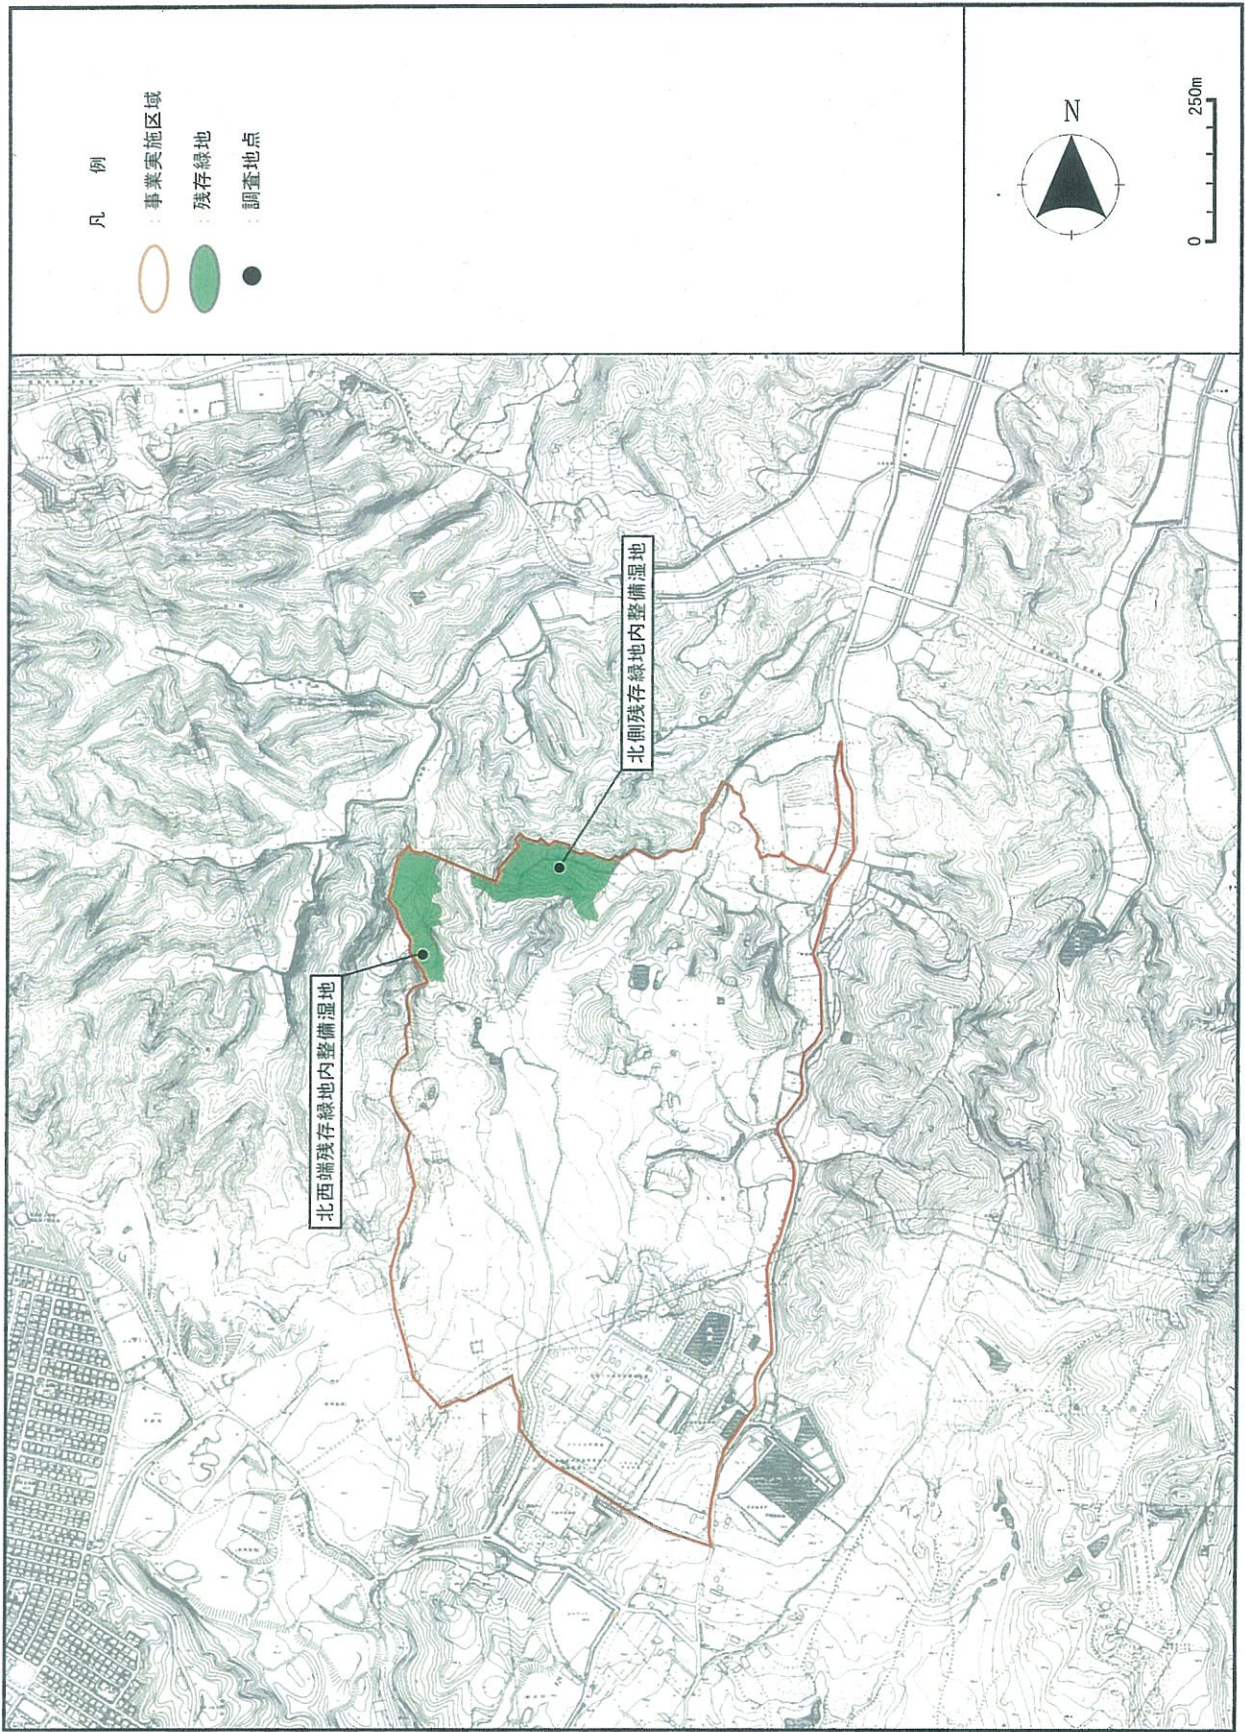 凡 例
: 事業実施区域
: 残存緑地
: 調査地点
N
0 250m
北西端残存緑地内整備湿地
北側残存緑地内整備湿地